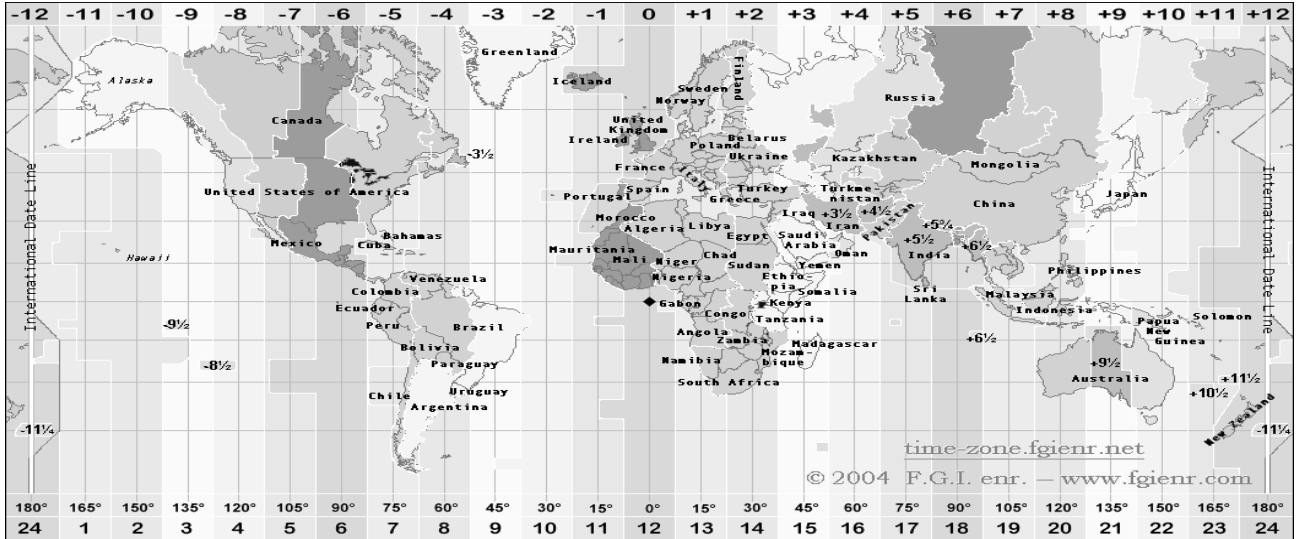 -12 -11 -10 -9 -8 -7 -6 -5 -4 -3 -2 -1 0 +1 +2 +3 +4 +5 +6 +7 +8 +9 +10 +11 +12
Greenland
Alaska
Iceland
Finland
Sweden
Norway
Russia
Canada
United
Kingdom
Ireland
Belarus
Poland
Ukraine
-3½
France
Italy
Kazakhstan
Mongolia
International Date Line
International Date Line
United States of America
Spain
Portugal
Greece
Turkey
Turkme
nistan
China
Japan
Mexico
Cuba
Bahamas
Morocco
Algeria
Libya
Egypt
Iraq
+3½
Iran
+4½
Pakistan
Saudi
Arabia
Oman
+5¾
+5½
India
+6½
Hawaii
Mauritania
Mali
Niger
Chad
Sudan
Yemen
Ethio-
pia
Somalia
Nigeria
Philippines
Venezuela
Colombia
Ecuador
Gabon
Kenya
Sri
Lanka
Malaysia
Indonesia
-9½
Peru
Brazil
Congo
Tanzania
Papua
New
Guinea
Solomon
Bolivia
Angola
Zambia
Mozam-
bique
Madagascar
+6½
-8½
Paraguay
Namibia
South Africa
+9½
Australia
+11½
+10½
Chile
Uruguay
Argentina
New Zealand
-11¼
-11¼
time-zone.fgienr.net
© 2004 F.G.I. enr. – www.fgienr.com
180° 165° 150° 135° 120° 105° 90° 75° 60° 45° 30° 15° 0° 15° 30° 45° 60° 75° 90° 105° 120° 135° 150° 165° 180°
24 1 2 3 4 5 6 7 8 9 10 11 12 13 14 15 16 17 18 19 20 21 22 23 24